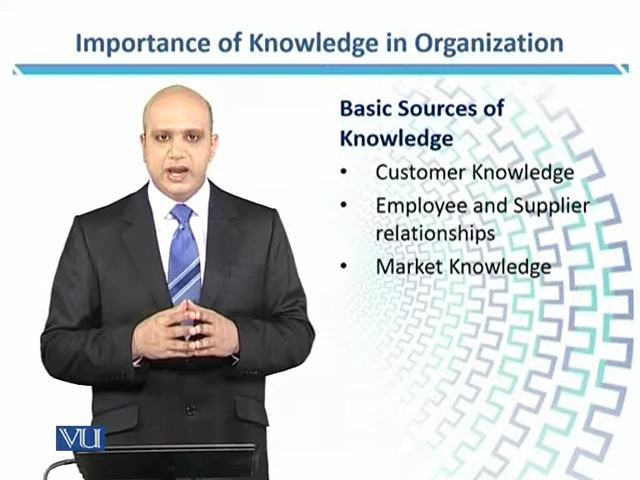 Importance of Knowledge in Organization
Basic Sources of
Knowledge
• Customer Knowledge
• Employee and Supplier
relationships
• Market Knowledge
VU